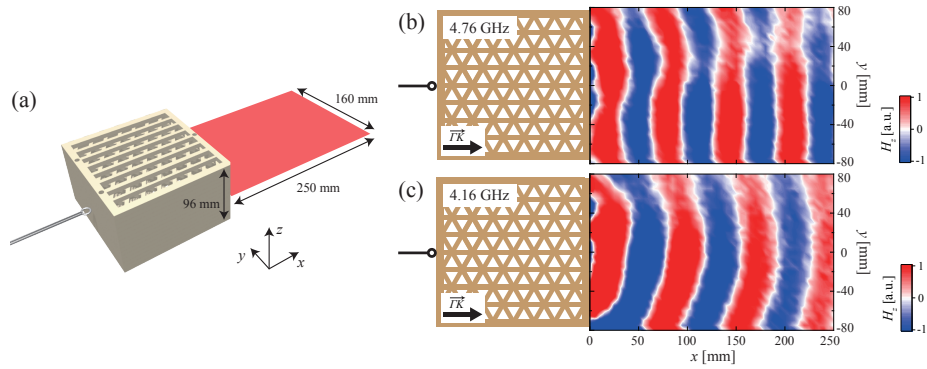 (a)
160 mm
250 mm
96 mm
z
y
x
(b)
4.76 GHz
ΓK
80
40
0
-40
-80
y [mm]
1
0
-1
H_z [a.u.]
(c)
4.16 GHz
ΓK
80
40
0
-40
-80
y [mm]
1
0
-1
H_z [a.u.]
0 50 100 150 200 250
x [mm]